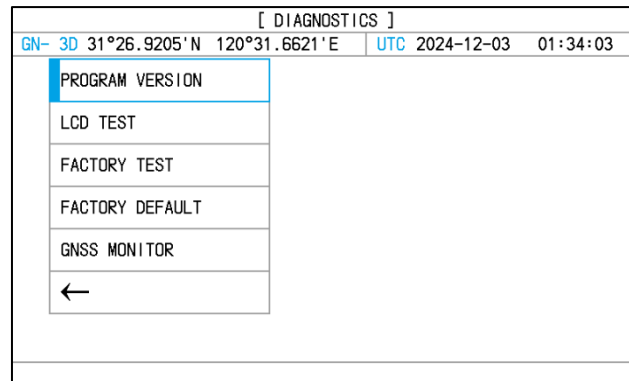 [ DIAGNOSTICS ]
GN- 3D 31°26.9205'N 120°31.6621'E UTC 2024-12-03 01:34:03
PROGRAM VERSION
LCD TEST
FACTORY TEST
FACTORY DEFAULT
GNSS MONITOR
←